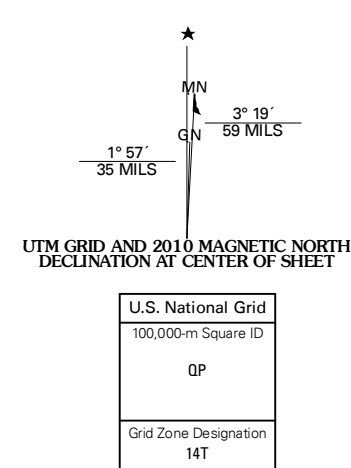 ★
MN
3° 19´
59 MILS
GN
1° 57´
35 MILS
UTM GRID AND 2010 MAGNETIC NORTH
DECLINATION AT CENTER OF SHEET
U.S. National Grid
100,000-m Square ID
QP
Grid Zone Designation
14T